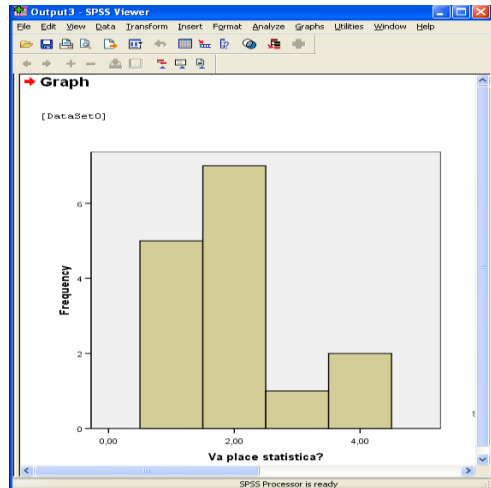 Output3 - SPSS Viewer
File Edit View Data Transform Insert Format Analyze Graphs Utilities Window Help
Graph
[DataSet0]
Frequency
6
4
2
0
0,00 2,00 4,00
Va place statistica?
SPSS Processor is ready